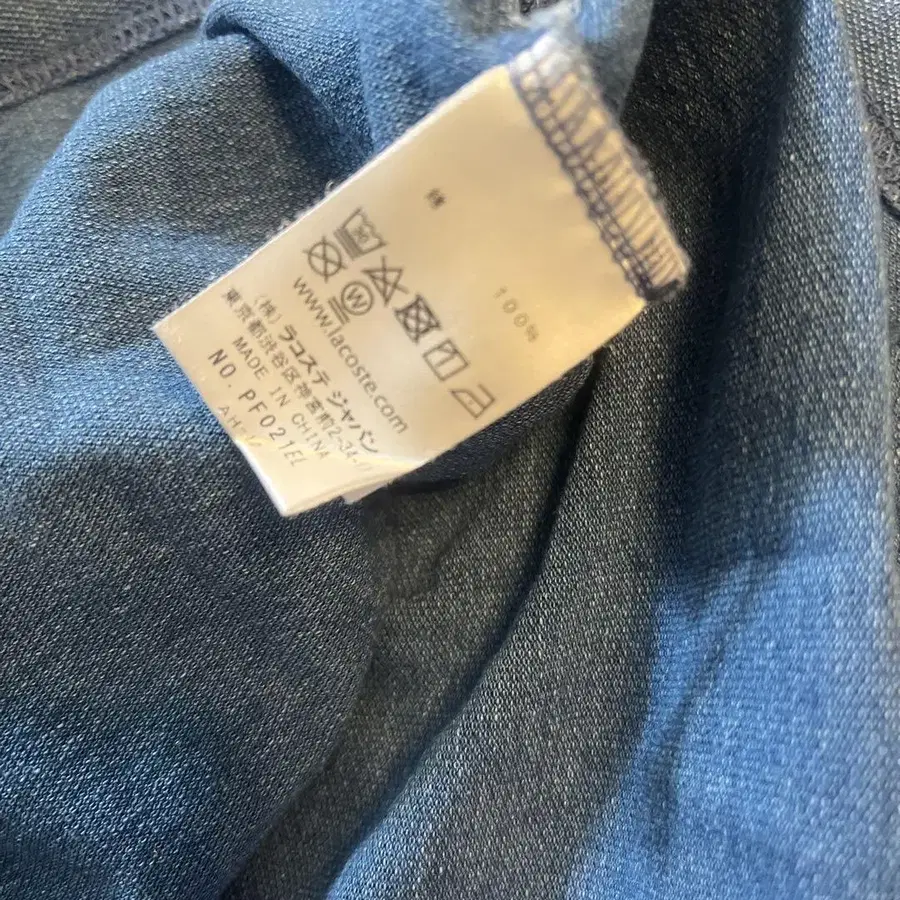 綿 100%
www.lacoste.com
(株)ラコステ ジャパン
東京都渋谷区神宮前2-34-
MADE IN CHINA
NO. PF021EL